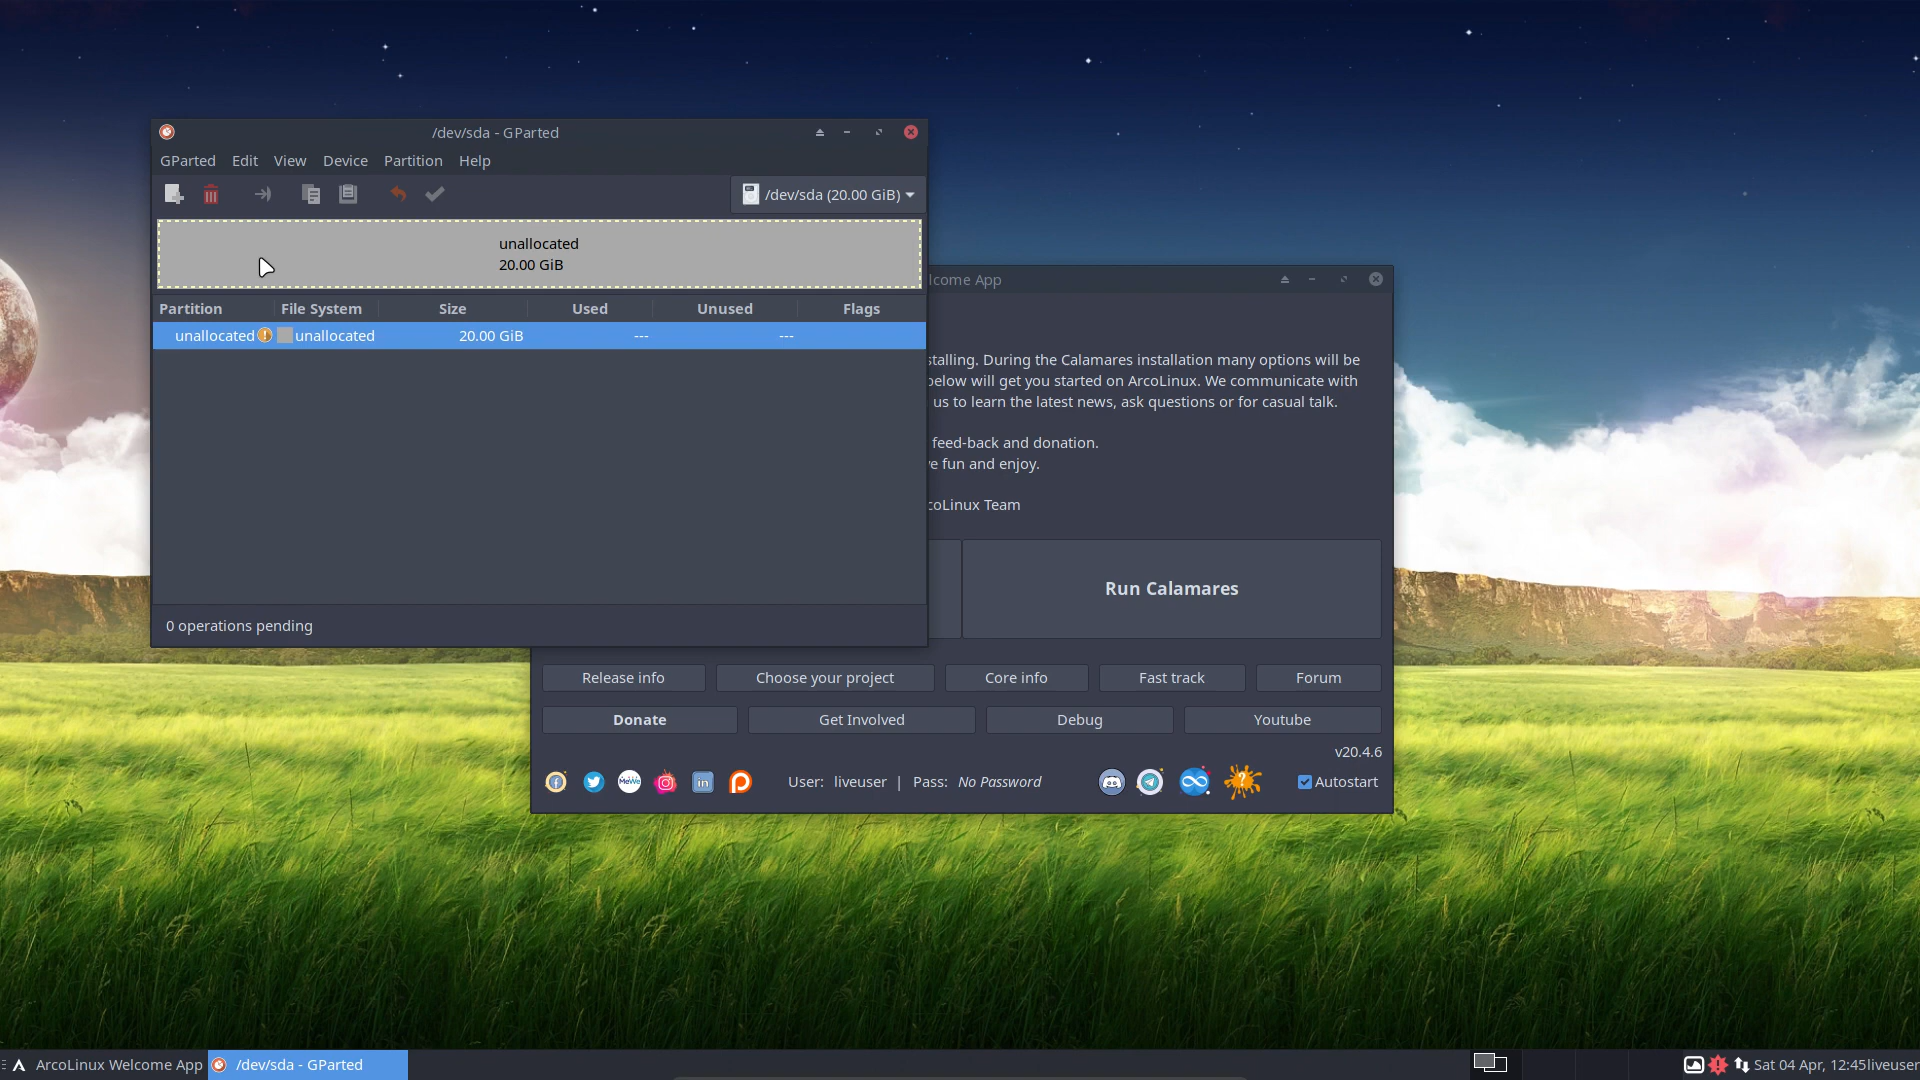 /dev/sda - GParted
GParted Edit View Device Partition Help
/dev/sda (20.00 GiB)
unallocated
20.00 GiB
Partition File System Size Used Unused Flags
unallocated unallocated 20.00 GiB --- ---
0 operations pending
lcome App
stalling. During the Calamares installation many options will be
below will get you started on ArcoLinux. We communicate with
us to learn the latest news, ask questions or for casual talk.
feed-back and donation.
e fun and enjoy.
coLinux Team
Run Calamares
Release info Choose your project Core info Fast track Forum
Donate Get Involved Debug Youtube
v20.4.6
MeWe in User: liveuser | Pass: No Password Autostart
ArcoLinux Welcome App /dev/sda - GParted Sat 04 Apr, 12:45 liveuser